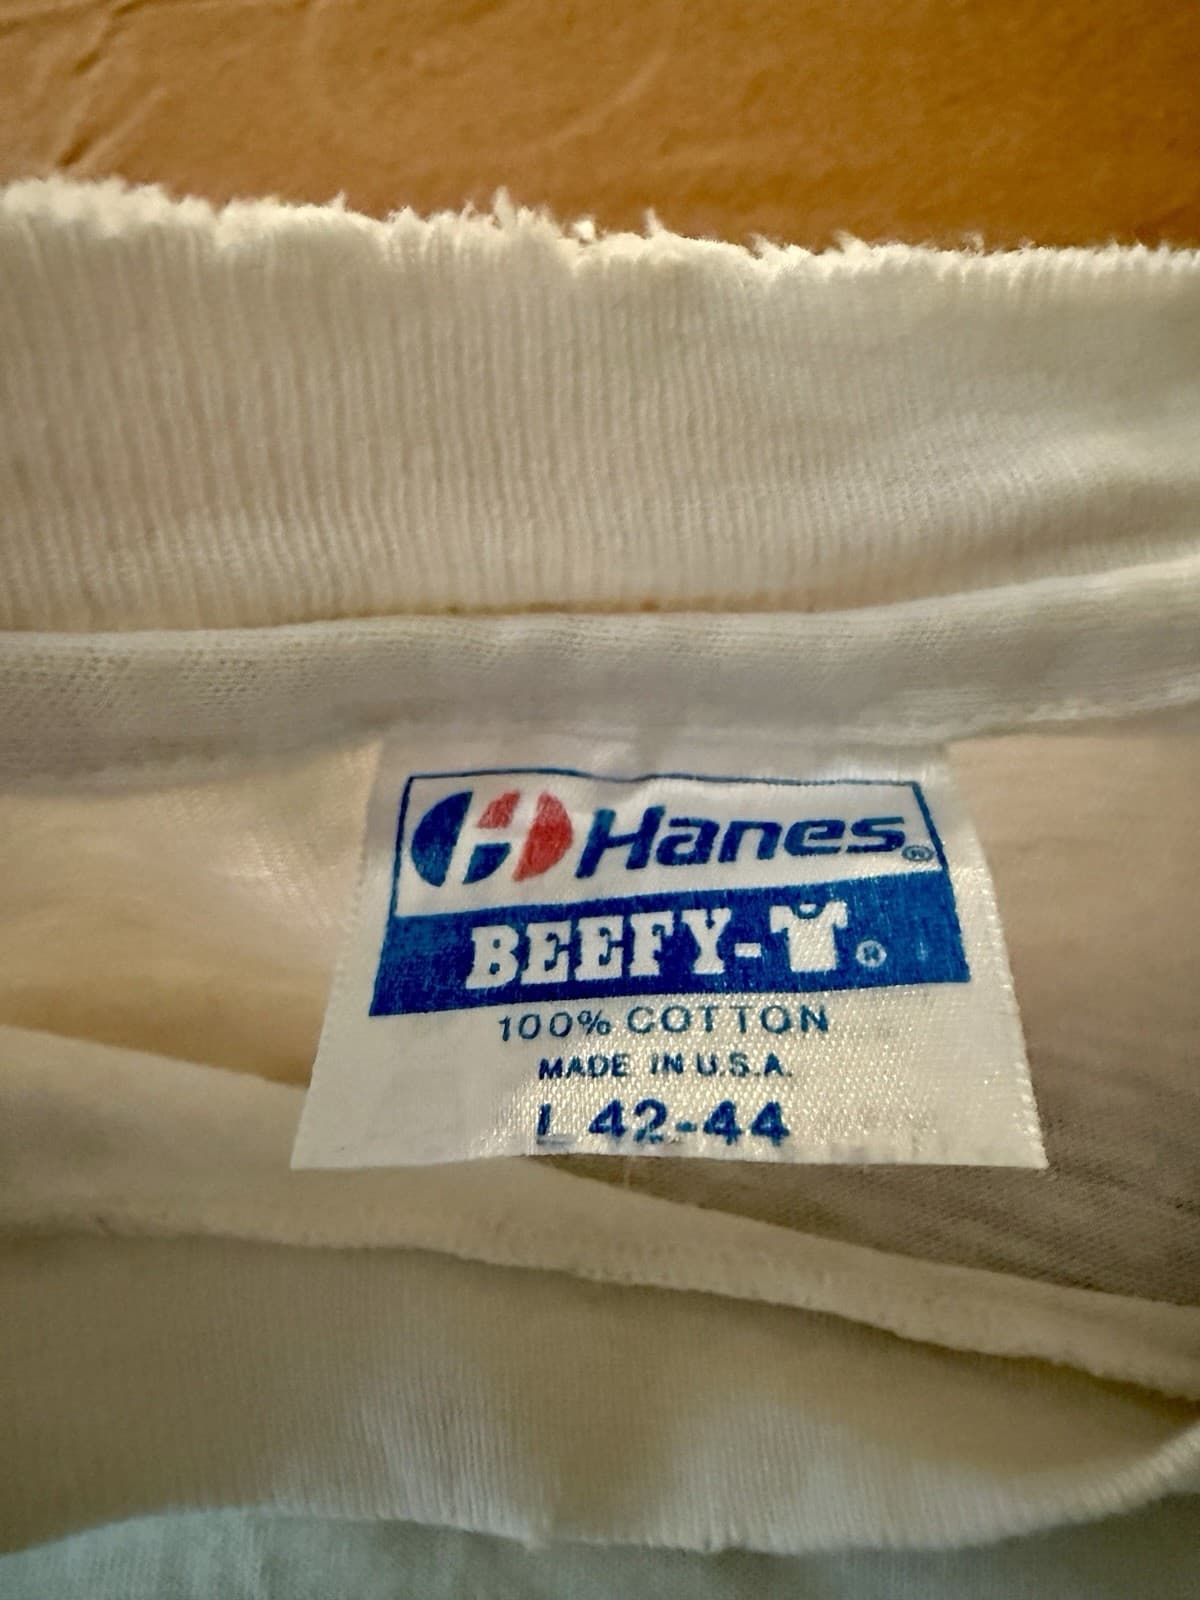 H Hanes®
BEEFY-T®
100% COTTON
MADE IN U.S.A.
L 42-44